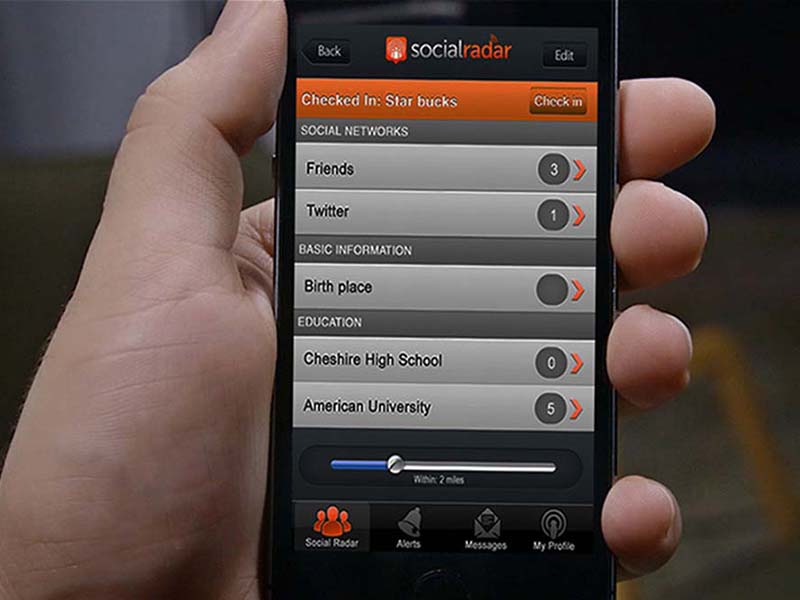 Back
socialradar
Edit
Checked In: Star bucks
Check in
SOCIAL NETWORKS
Friends 3
Twitter 1
BASIC INFORMATION
Birth place
EDUCATION
Cheshire High School 0
American University 5
Within: 2 miles
Social Radar Alerts Messages My Profile